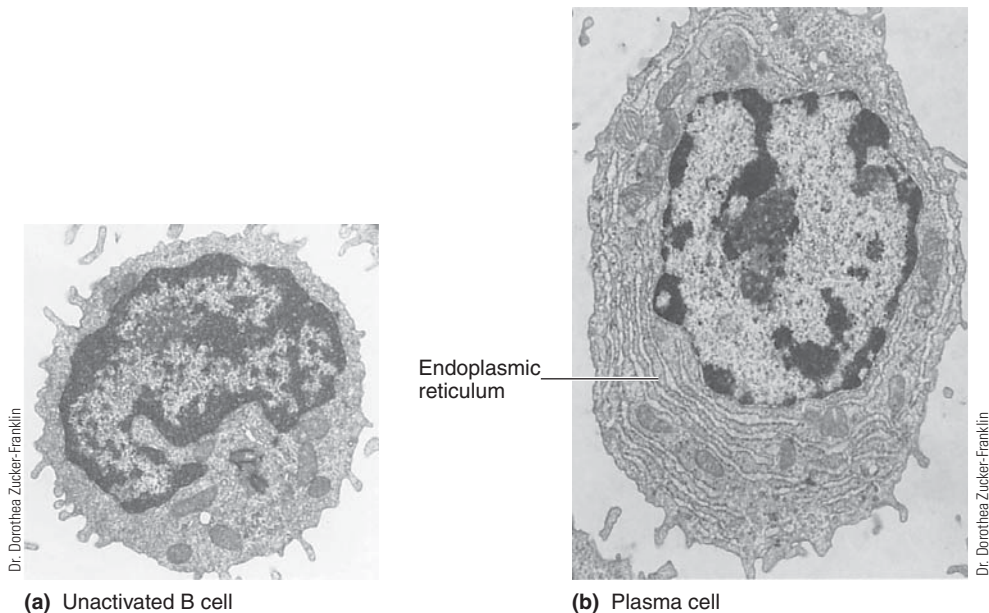 Endoplasmic
reticulum
Dr. Dorothea Zucker-Franklin
Dr. Dorothea Zucker-Franklin
(a) Unactivated B cell
(b) Plasma cell